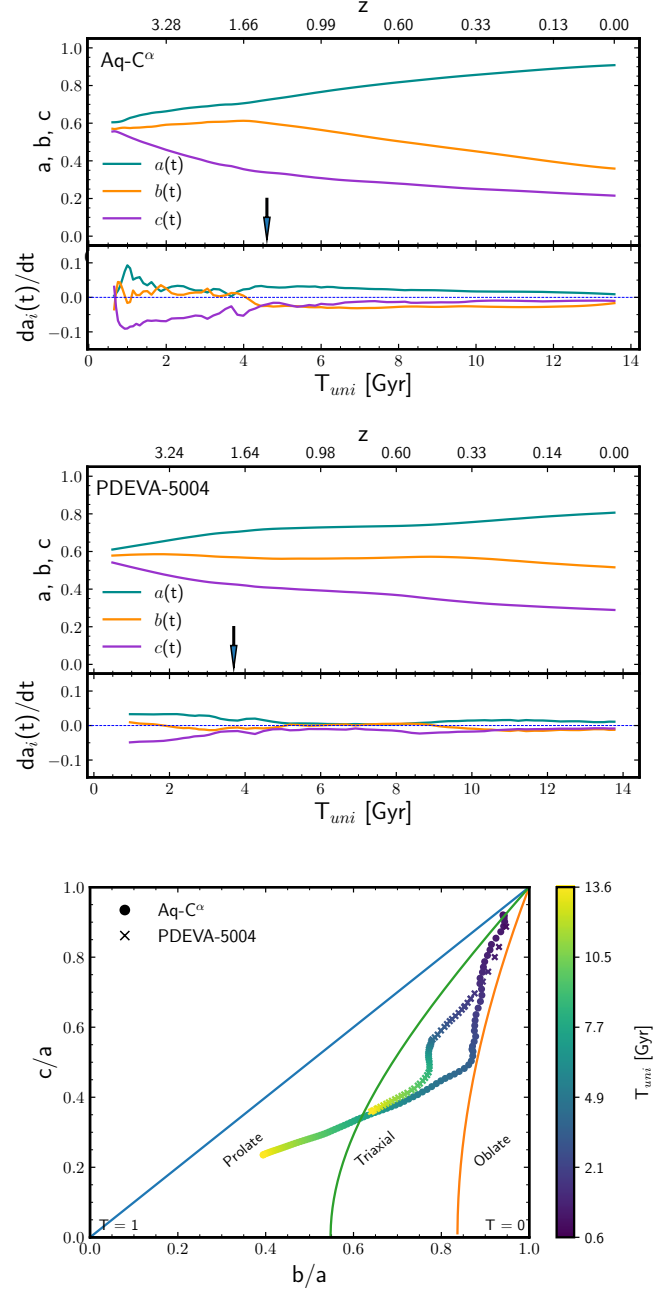 z
3.28 1.66 0.99 0.60 0.33 0.13 0.00
Aq-C^α
1.0
0.8
0.6
0.4
0.2
0.0
a, b, c
a(t)
b(t)
c(t)
0.1
0.0
−0.1
da_i(t)/dt
0 2 4 6 8 10 12 14
T_uni [Gyr]
z
3.24 1.64 0.98 0.60 0.33 0.14 0.00
PDEVA-5004
1.0
0.8
0.6
0.4
0.2
0.0
a, b, c
a(t)
b(t)
c(t)
0.1
0.0
−0.1
da_i(t)/dt
0 2 4 6 8 10 12 14
T_uni [Gyr]
1.0
0.8
0.6
0.4
0.2
0.0
c/a
Aq-C^α
PDEVA-5004
Prolate
Triaxial
Oblate
T = 1
T = 0
0.0 0.2 0.4 0.6 0.8 1.0
b/a
13.6
10.5
7.7
4.9
2.1
0.6
T_uni [Gyr]